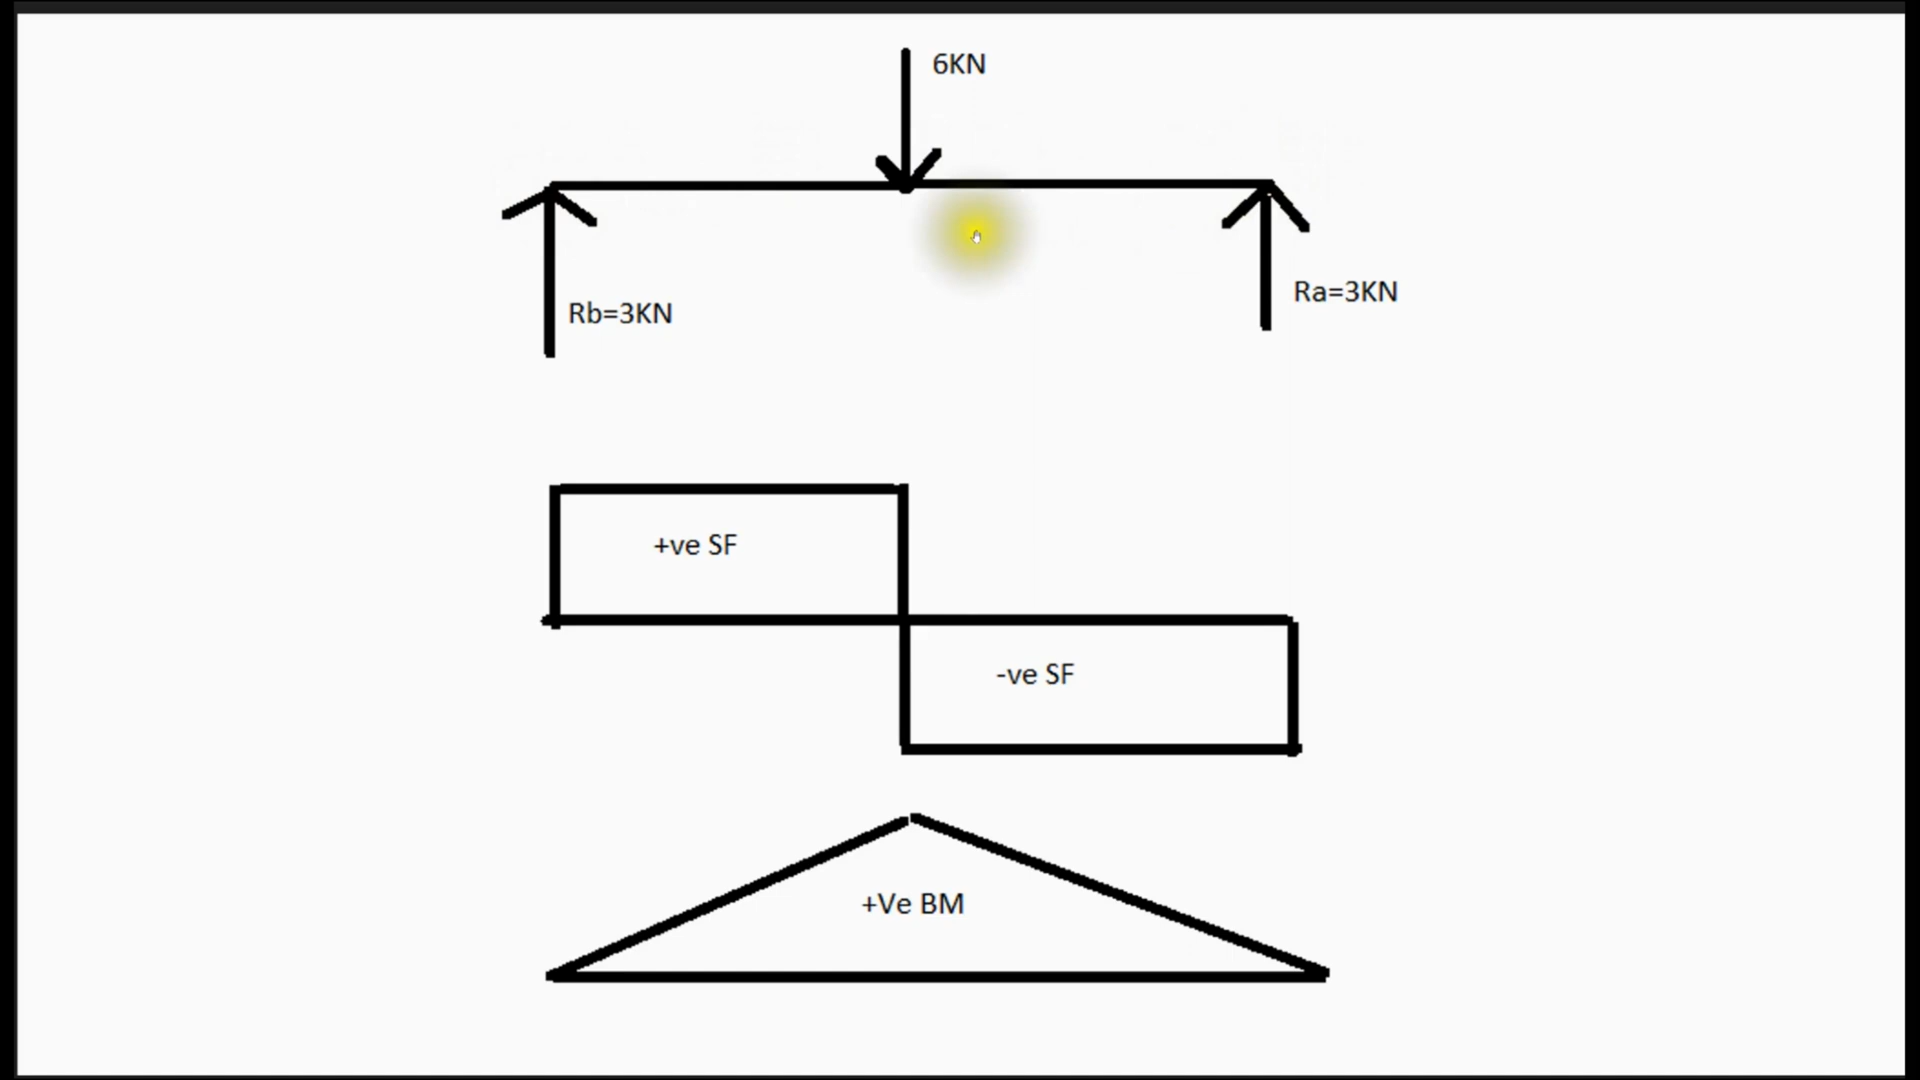 6KN
Rb=3KN
Ra=3KN
+ve SF
-ve SF
+Ve BM